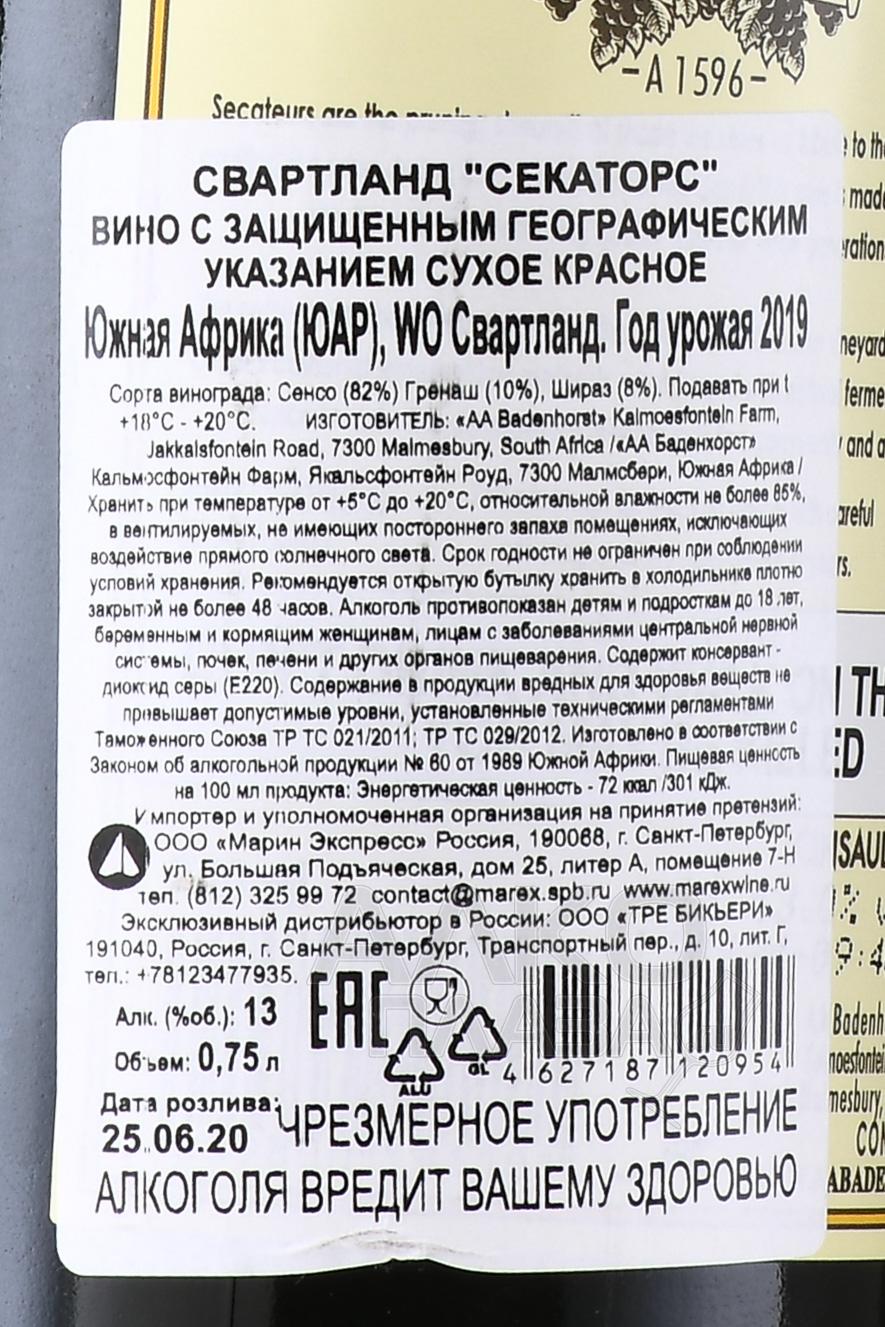 -A 1596-
Secateurs are the pruning
СВАРТЛАНД "СЕКАТОРС"
ВИНО С ЗАЩИЩЕННЫМ ГЕОГРАФИЧЕСКИМ
УКАЗАНИЕМ СУХОЕ КРАСНОЕ
Южная Африка (ЮАР), WO Свартланд. Год урожая 2019
Сорта винограда: Сенсо (82%) Гренаш (10%), Шираз (8%). Подавать при t
+18°C - +20°C. ИЗГОТОВИТЕЛЬ: «AA Badenhorst» Kalmoesfontein Farm,
Jakkalsfontein Road, 7300 Malmesbury, South Africa /«АА Баденхорст»
Кальмосфонтейн Фарм, Якальсфонтейн Роуд, 7300 Малмсбери, Южная Африка /
Хранить при температуре от +5°C до +20°C, относительной влажности не более 85%,
в вентилируемых, не имеющих постороннего запаха помещениях, исключающих
воздействие прямого солнечного света. Срок годности не ограничен при соблюдении
условий хранения. Рекомендуется открытую бутылку хранить в холодильнике плотно
закрытой не более 48 часов. Алкоголь противопоказан детям и подросткам до 18 лет,
беременным и кормящим женщинам, лицам с заболеваниями центральной нервной
системы, почек, печени и других органов пищеварения. Содержит консервант -
диоксид серы (E220). Содержание в продукции вредных для здоровья веществ не
превышает допустимые уровни, установленные техническими регламентами
Таможенного Союза ТР ТС 021/2011; ТР ТС 029/2012. Изготовлено в соответствии с
Законом об алкогольной продукции № 60 от 1989 Южной Африки. Пищевая ценность
на 100 мл продукта: Энергетическая ценность - 72 ккал /301 кДж.
Импортер и уполномоченная организация на принятие претензий:
ООО «Марин Экспресс» Россия, 190068, г. Санкт-Петербург,
ул. Большая Подъяческая, дом 25, литер А, помещение 7-Н
тел. (812) 325 99 72 contact@marex.spb.ru www.marexwine.ru
Эксклюзивный дистрибьютор в России: ООО «ТРЕ БИКЬЕРИ»
191040, Россия, г. Санкт-Петербург, Транспортный пер., д. 10, лит. Г,
тел.: +78123477935.
Алк. (%об.): 13
EAC
Объем: 0,75 л
ALU
GL
4 627187 120954
Дата розлива:
25.06.20
ЧРЕЗМЕРНОЕ УПОТРЕБЛЕНИЕ
АЛКОГОЛЯ ВРЕДИТ ВАШЕМУ ЗДОРОВЬЮ
to th
made